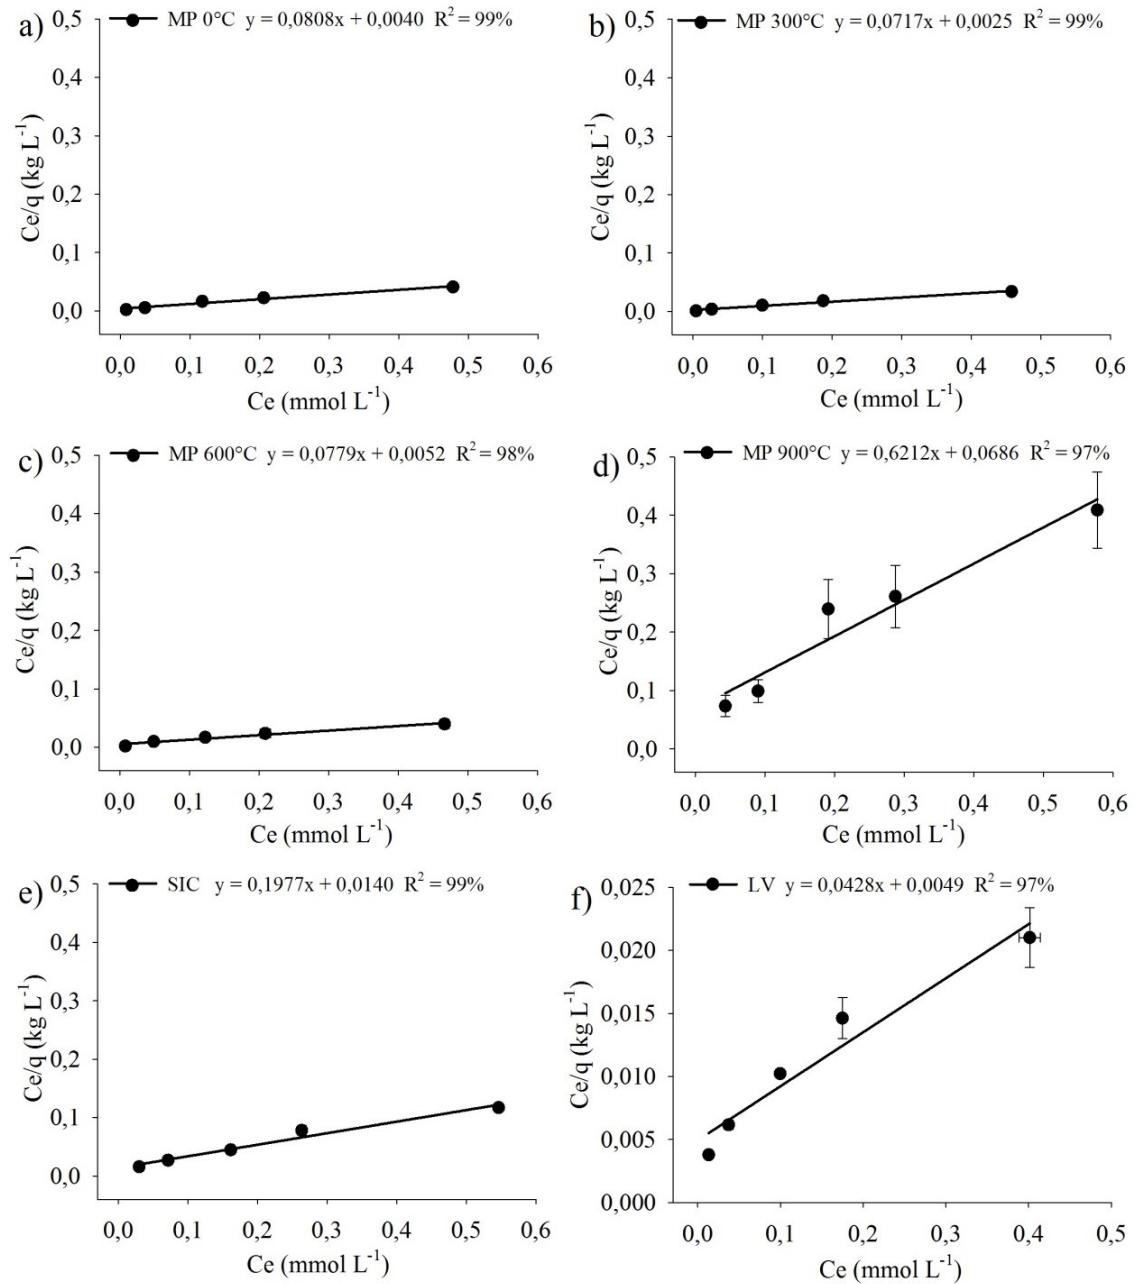 a)
MP 0°C y = 0,0808x + 0,0040 R² = 99%
0,5
0,4
0,3
0,2
0,1
0,0
Ce/q (kg L⁻¹)
0,0 0,1 0,2 0,3 0,4 0,5 0,6
Ce (mmol L⁻¹)
b)
MP 300°C y = 0,0717x + 0,0025 R² = 99%
0,5
0,4
0,3
0,2
0,1
0,0
Ce/q (kg L⁻¹)
0,0 0,1 0,2 0,3 0,4 0,5 0,6
Ce (mmol L⁻¹)
c)
MP 600°C y = 0,0779x + 0,0052 R² = 98%
0,5
0,4
0,3
0,2
0,1
0,0
Ce/q (kg L⁻¹)
0,0 0,1 0,2 0,3 0,4 0,5 0,6
Ce (mmol L⁻¹)
d)
MP 900°C y = 0,6212x + 0,0686 R² = 97%
0,5
0,4
0,3
0,2
0,1
0,0
Ce/q (kg L⁻¹)
0,0 0,1 0,2 0,3 0,4 0,5 0,6
Ce (mmol L⁻¹)
e)
SIC y = 0,1977x + 0,0140 R² = 99%
0,5
0,4
0,3
0,2
0,1
0,0
Ce/q (kg L⁻¹)
0,0 0,1 0,2 0,3 0,4 0,5 0,6
Ce (mmol L⁻¹)
f)
LV y = 0,0428x + 0,0049 R² = 97%
0,025
0,020
0,015
0,010
0,005
0,000
Ce/q (kg L⁻¹)
0,0 0,1 0,2 0,3 0,4 0,5
Ce (mmol L⁻¹)